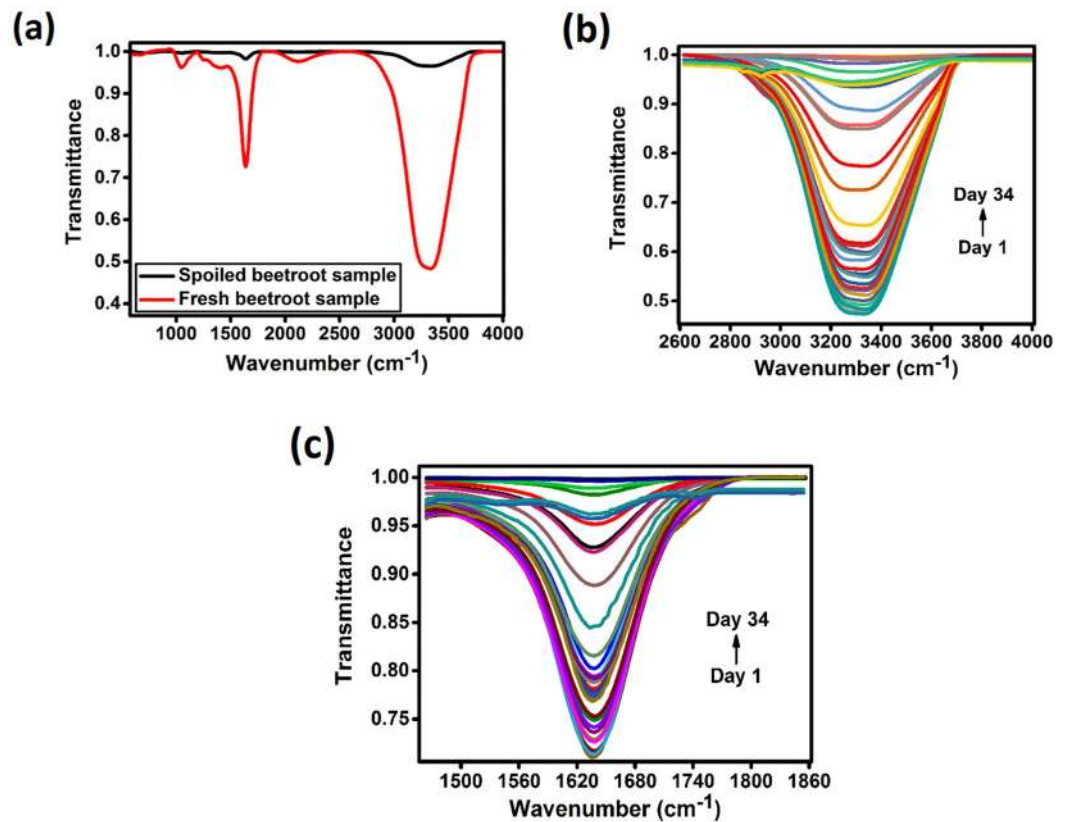 (a)
1.0
0.9
0.8
0.7
0.6
0.5
0.4
Transmittance
Spoiled beetroot sample
Fresh beetroot sample
1000 1500 2000 2500 3000 3500 4000
Wavenumber (cm⁻¹)
(b)
1.0
0.9
0.8
0.7
0.6
0.5
Transmittance
Day 34
Day 1
2600 2800 3000 3200 3400 3600 3800 4000
Wavenumber (cm⁻¹)
(c)
1.00
0.95
0.90
0.85
0.80
0.75
Transmittance
Day 34
Day 1
1500 1560 1620 1680 1740 1800 1860
Wavenumber (cm⁻¹)